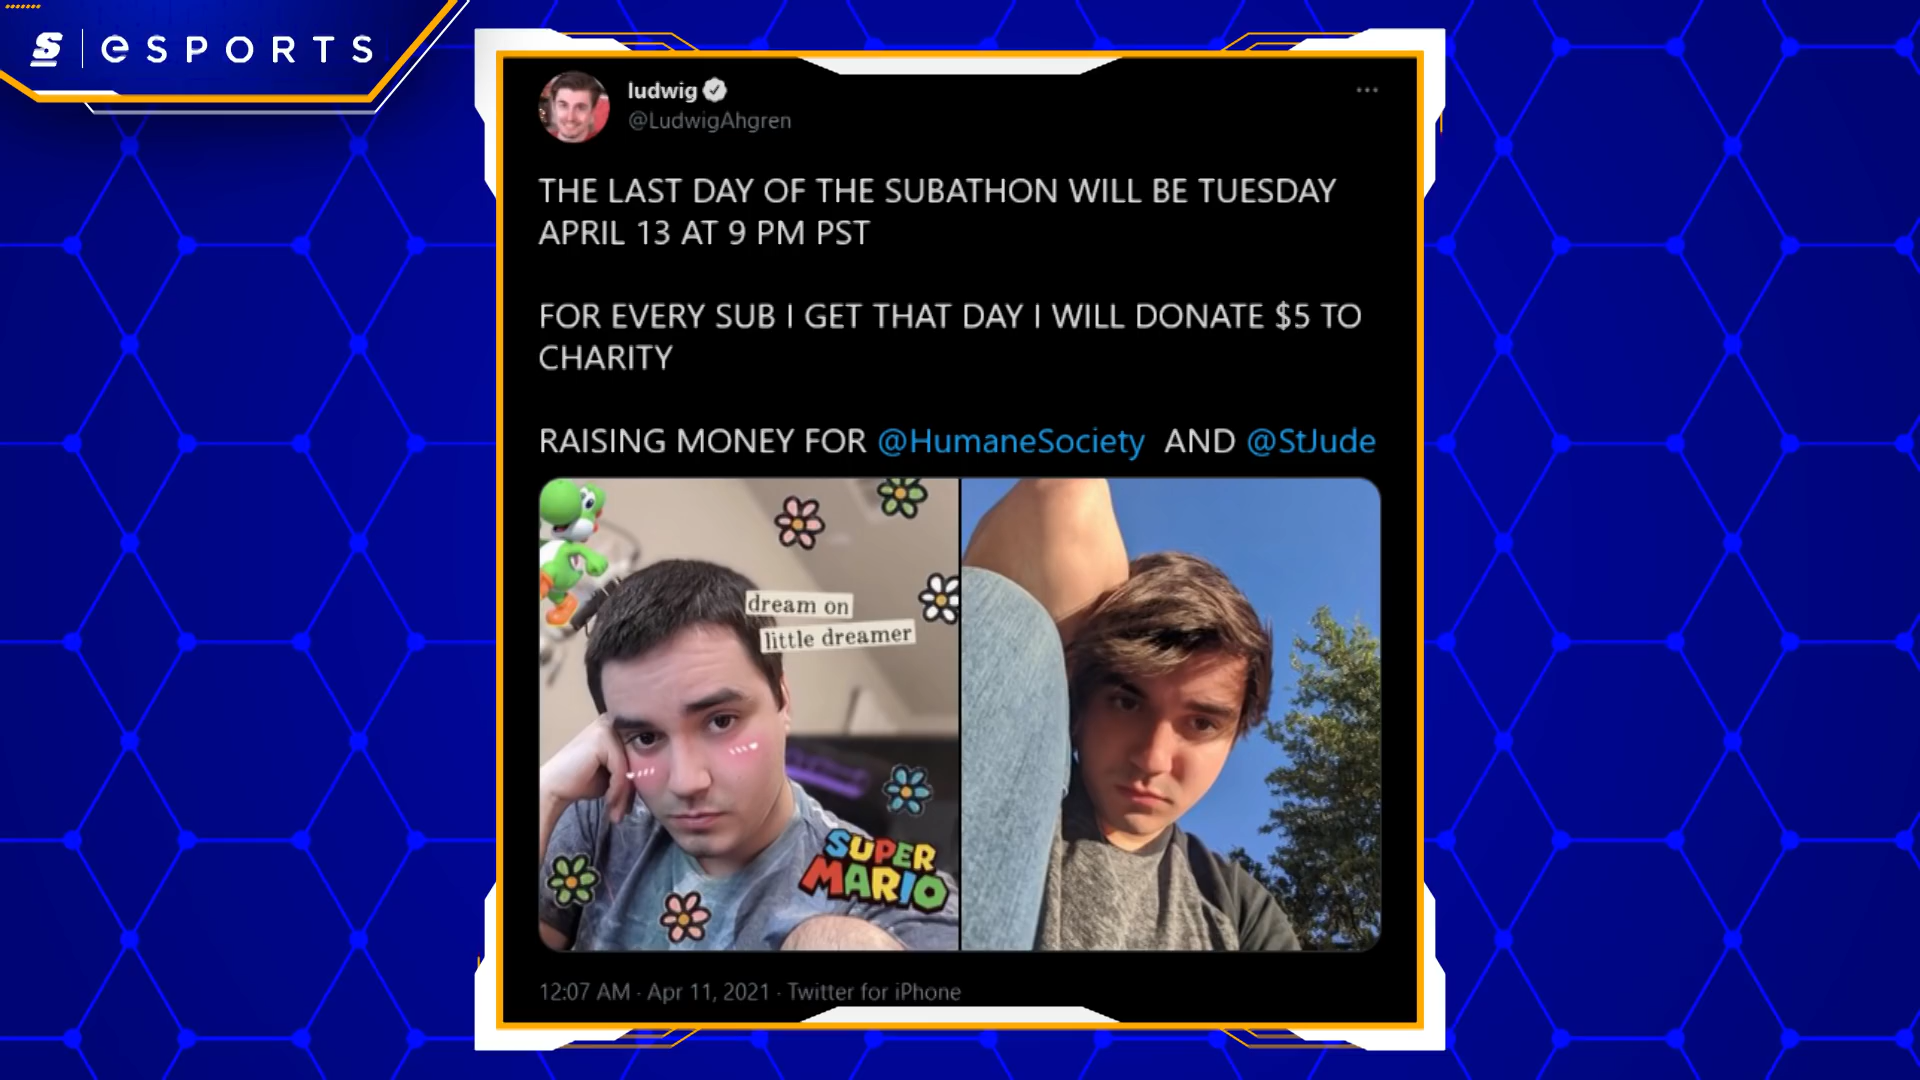 eSPORTS
ludwig
@LudwigAhgren
THE LAST DAY OF THE SUBATHON WILL BE TUESDAY
APRIL 13 AT 9 PM PST
FOR EVERY SUB I GET THAT DAY I WILL DONATE $5 TO
CHARITY
RAISING MONEY FOR @HumaneSociety AND @StJude
dream on
little dreamer
SUPER
MARIO
12:07 AM · Apr 11, 2021 · Twitter for iPhone